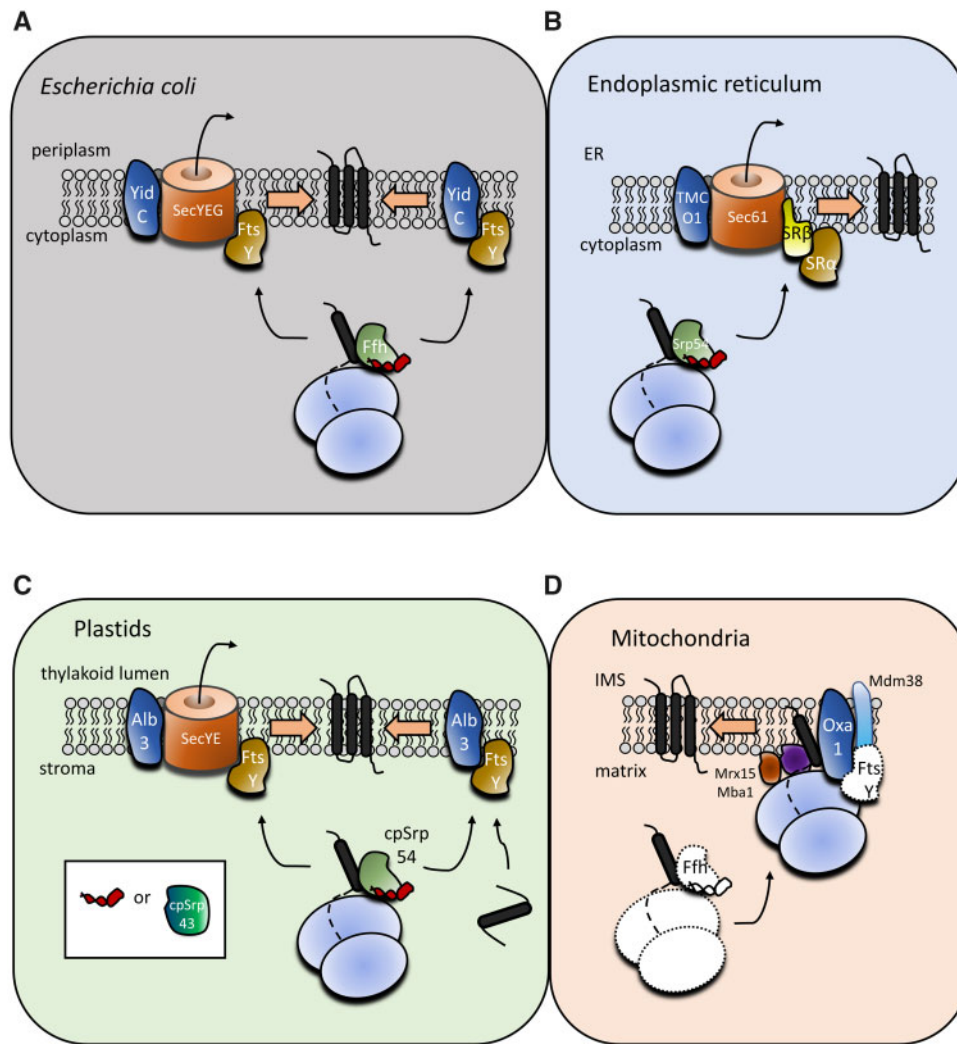 A
Escherichia coli
periplasm
cytoplasm
Yid
C
SecYEG
Fts
Y
Yid
C
Fts
Y
Ffh
B
Endoplasmic reticulum
ER
cytoplasm
TMC
O1
Sec61
SRβ
SRα
Srp54
C
Plastids
thylakoid lumen
stroma
Alb
3
SecYE
Fts
Y
Alb
3
Fts
Y
cpSrp
54
or
cpSrp
43
D
Mitochondria
IMS
matrix
Mdm38
Oxa
1
Fts
Y
Mrx15
Mba1
Ffh